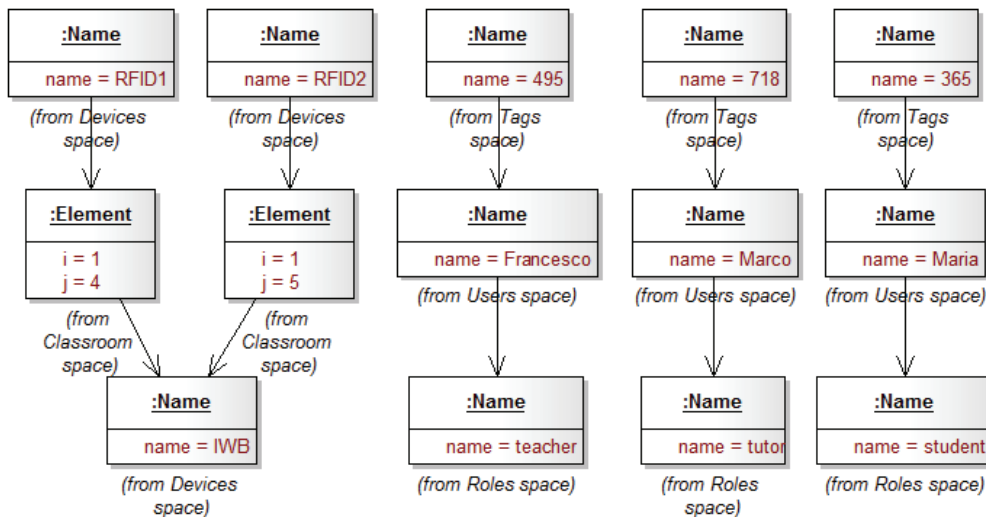 :Name
name = RFID1
(from Devices
space)
:Name
name = RFID2
(from Devices
space)
:Name
name = 495
(from Tags
space)
:Name
name = 718
(from Tags
space)
:Name
name = 365
(from Tags
space)
:Element
i = 1
j = 4
(from
Classroom
space)
:Element
i = 1
j = 5
(from
Classroom
space)
:Name
name = Francesco
(from Users space)
:Name
name = Marco
(from Users space)
:Name
name = Maria
(from Users space)
:Name
name = IWB
(from Devices
space)
:Name
name = teacher
(from Roles space)
:Name
name = tutor
(from Roles
space)
:Name
name = student
(from Roles space)